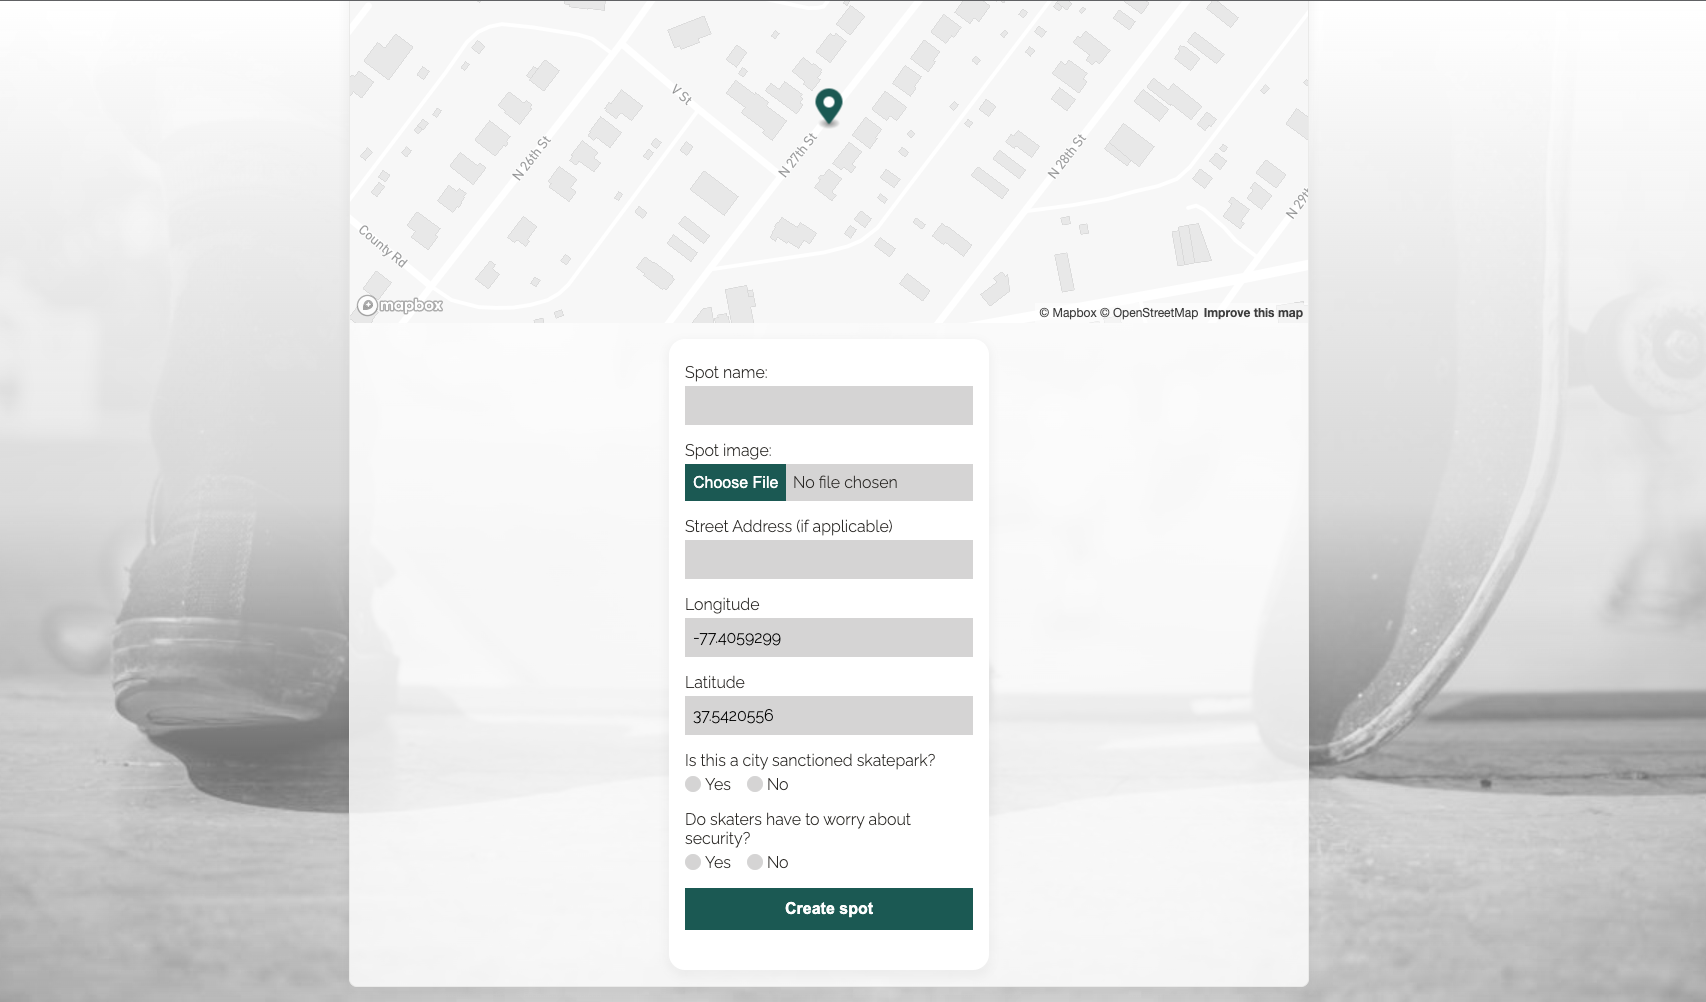 V St
N 26th St
N 27th St
N 28th St
N 29th
County Rd
mapbox
© Mapbox © OpenStreetMap Improve this map
Spot name:
Spot image:
Choose File No file chosen
Street Address (if applicable)
Longitude
-77.4059299
Latitude
37.5420556
Is this a city sanctioned skatepark?
Yes No
Do skaters have to worry about
security?
Yes No
Create spot